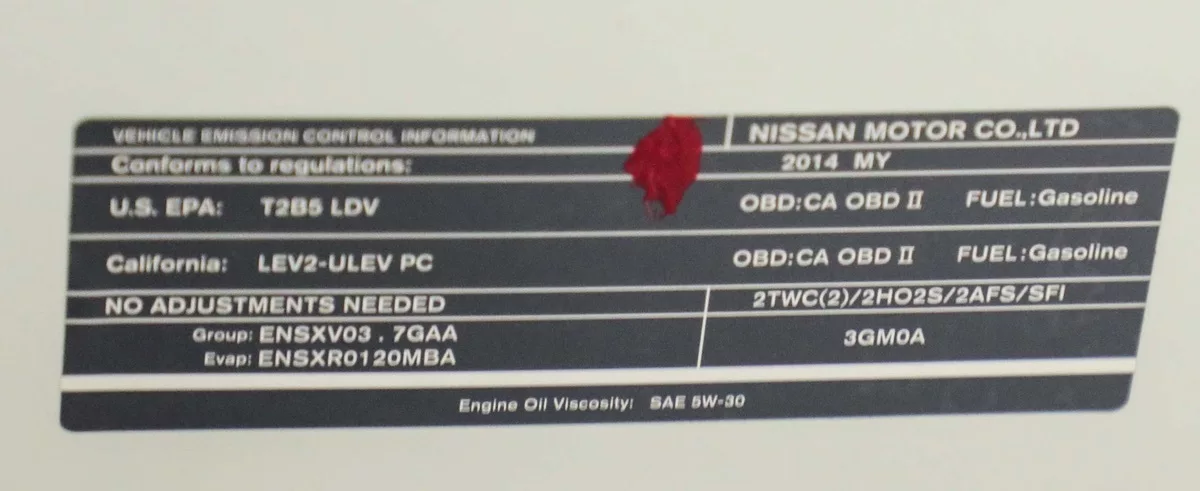 VEHICLE EMISSION CONTROL INFORMATION NISSAN MOTOR CO.,LTD
Conforms to regulations: 2014 MY
U.S. EPA: T2B5 LDV OBD:CA OBD II FUEL:Gasoline
California: LEV2-ULEV PC OBD:CA OBD II FUEL:Gasoline
NO ADJUSTMENTS NEEDED 2TWC(2)/2HO2S/2AFS/SFI
Group: ENSXV03.7GAA 3GM0A
Evap: ENSXR0120MBA
Engine Oil Viscosity: SAE 5W-30